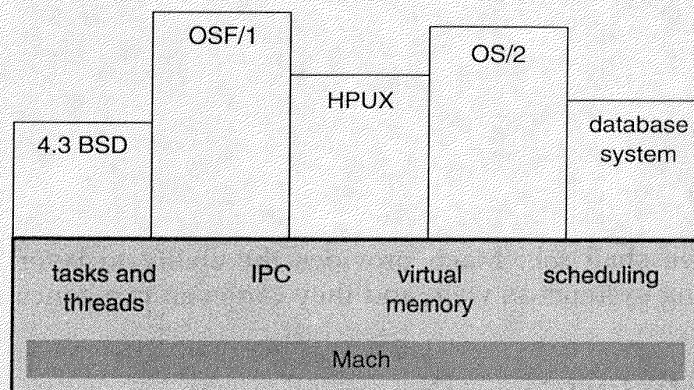 OSF/1
OS/2
HPUX
4.3 BSD
database
system
tasks and
threads
IPC
virtual
memory
scheduling
Mach